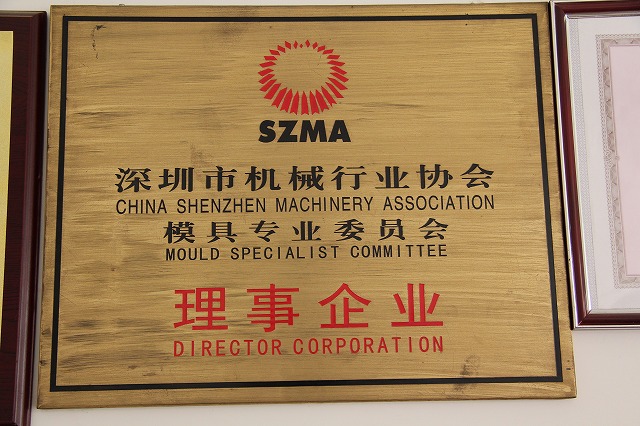 SZMA
深圳市机械行业协会
CHINA SHENZHEN MACHINERY ASSOCIATION
模具专业委员会
MOULD SPECIALIST COMMITTEE
理事企业
DIRECTOR CORPORATION